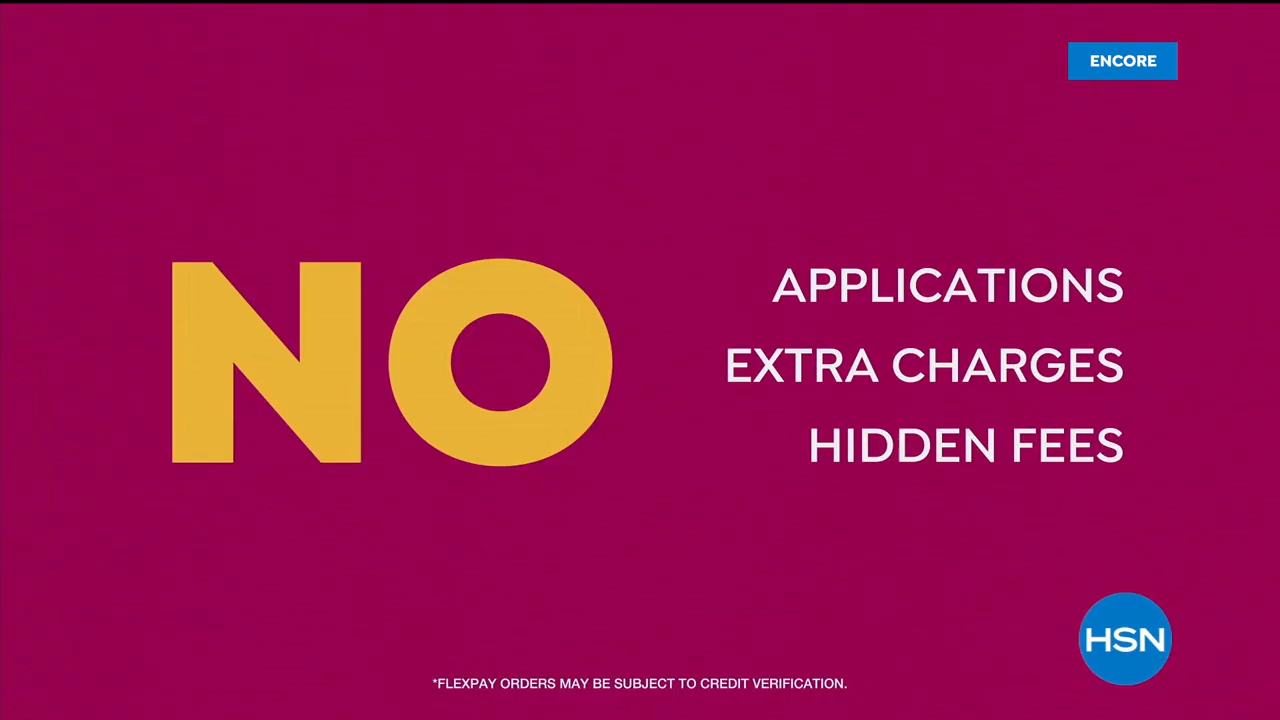 ENCORE
NO
APPLICATIONS
EXTRA CHARGES
HIDDEN FEES
HSN
*FLEXPAY ORDERS MAY BE SUBJECT TO CREDIT VERIFICATION.